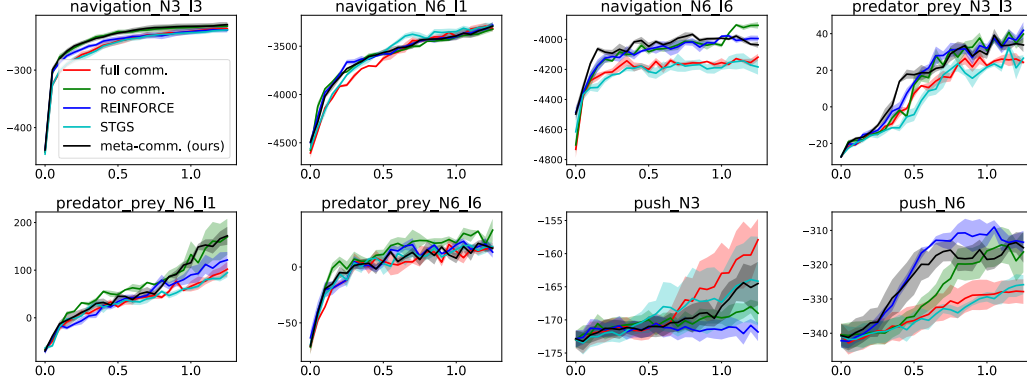 navigation_N3_l3
−300
−400
0.0 0.5 1.0
full comm.
no comm.
REINFORCE
STGS
meta-comm. (ours)
navigation_N6_l1
−3500
−4000
−4500
0.0 0.5 1.0
navigation_N6_l6
−4000
−4200
−4400
−4600
−4800
0.0 0.5 1.0
predator_prey_N3_l3
40
20
0
−20
0.0 0.5 1.0
predator_prey_N6_l1
200
100
0
0.0 0.5 1.0
predator_prey_N6_l6
0
−50
0.0 0.5 1.0
push_N3
−155
−160
−165
−170
−175
0.0 0.5 1.0
push_N6
−310
−320
−330
−340
0.0 0.5 1.0